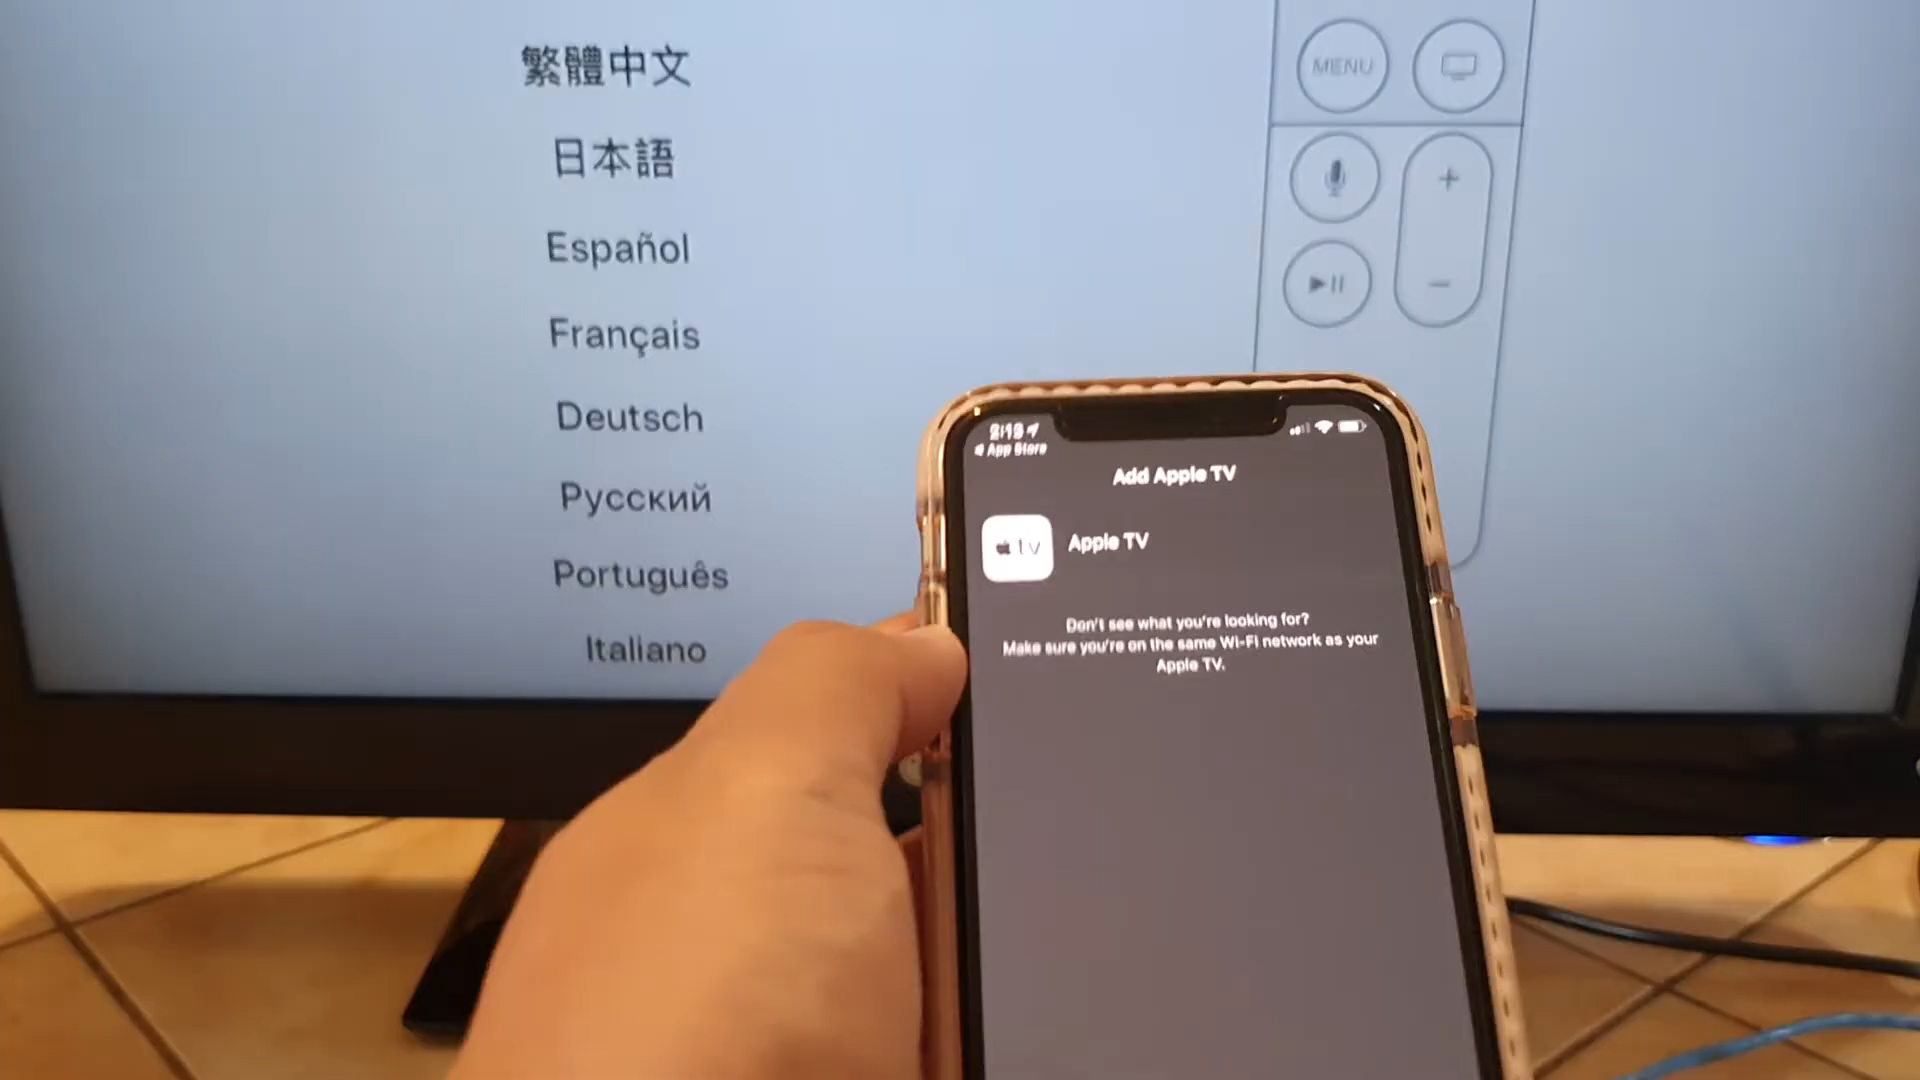 繁體中文
日本語
Español
Français
Deutsch
Русский
Português
Italiano
MENU
App Store
Add Apple TV
tv
Apple TV
Don't see what you're looking for?
Make sure you're on the same Wi-Fi network as your
Apple TV.